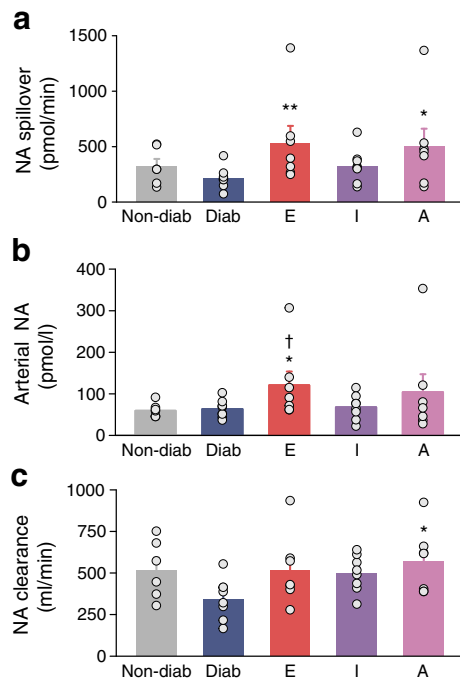 a
NA spillover
(pmol/min)
1500
1000
500
0
**
*
Non-diab Diab E I A
b
Arterial NA
(pmol/l)
400
300
200
100
0
†
*
Non-diab Diab E I A
c
NA clearance
(ml/min)
1000
750
500
250
0
*
Non-diab Diab E I A